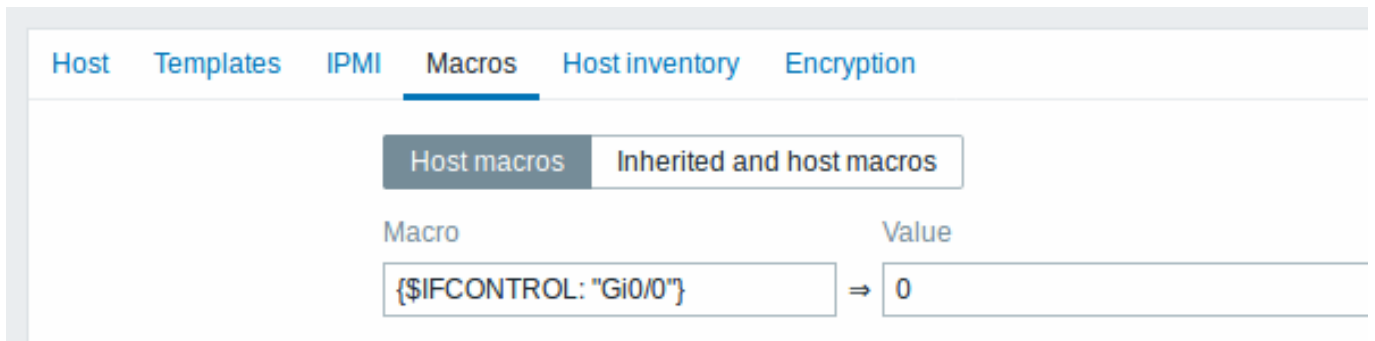 Host Templates IPMI Macros Host inventory Encryption
Host macros Inherited and host macros
Macro Value
{$IFCONTROL: "Gi0/0"} ⇒ 0